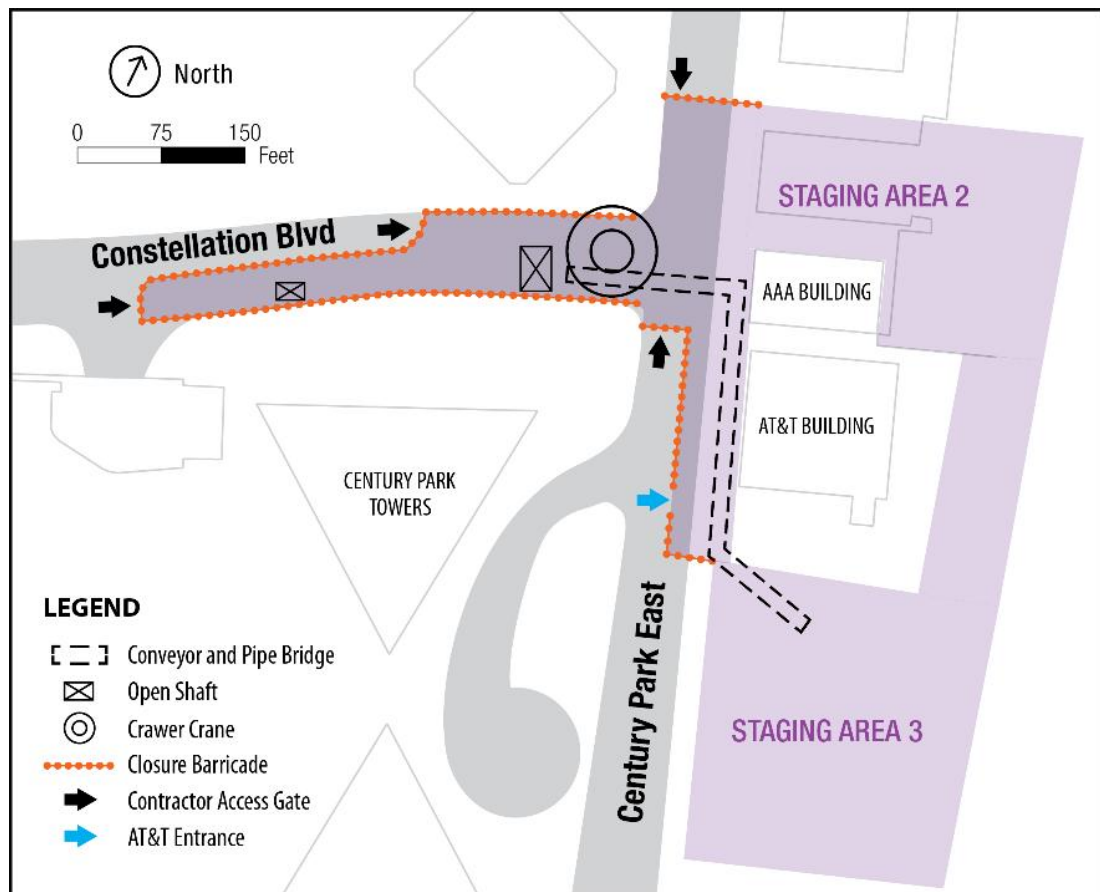 North
0 75 150
Feet
Constellation Blvd
STAGING AREA 2
AAA BUILDING
AT&T BUILDING
CENTURY PARK
TOWERS
Century Park East
STAGING AREA 3
LEGEND
Conveyor and Pipe Bridge
Open Shaft
Crawer Crane
Closure Barricade
Contractor Access Gate
AT&T Entrance